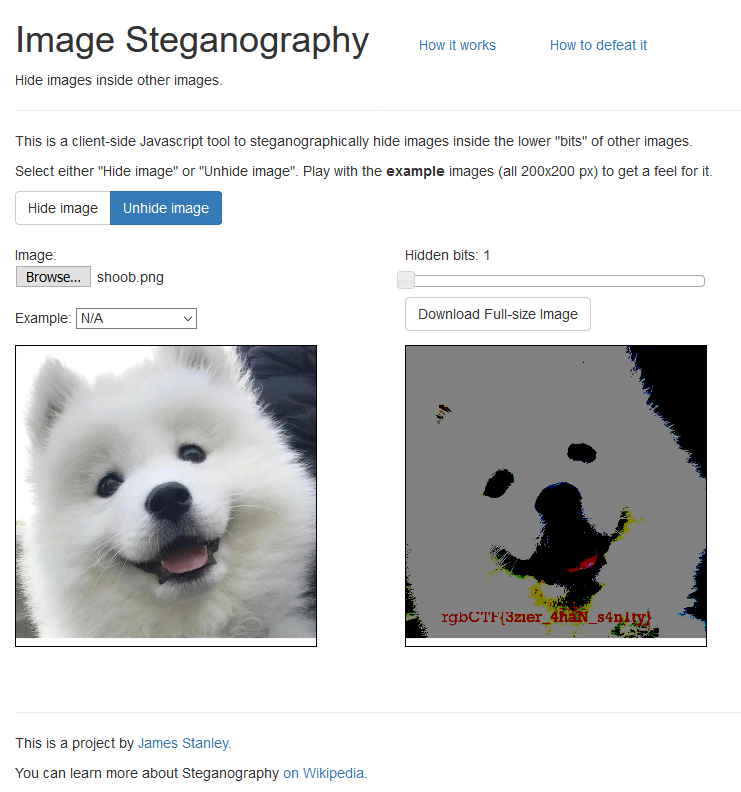 Image Steganography How it works How to defeat it
Hide images inside other images.
This is a client-side Javascript tool to steganographically hide images inside the lower "bits" of other images.
Select either "Hide image" or "Unhide image". Play with the example images (all 200x200 px) to get a feel for it.
Hide image Unhide image
Image:
Browse... shoob.png
Example: N/A
Hidden bits: 1
Download Full-size Image
rgbCTF{3zier_4haN_s4n1ty}
This is a project by James Stanley.
You can learn more about Steganography on Wikipedia.